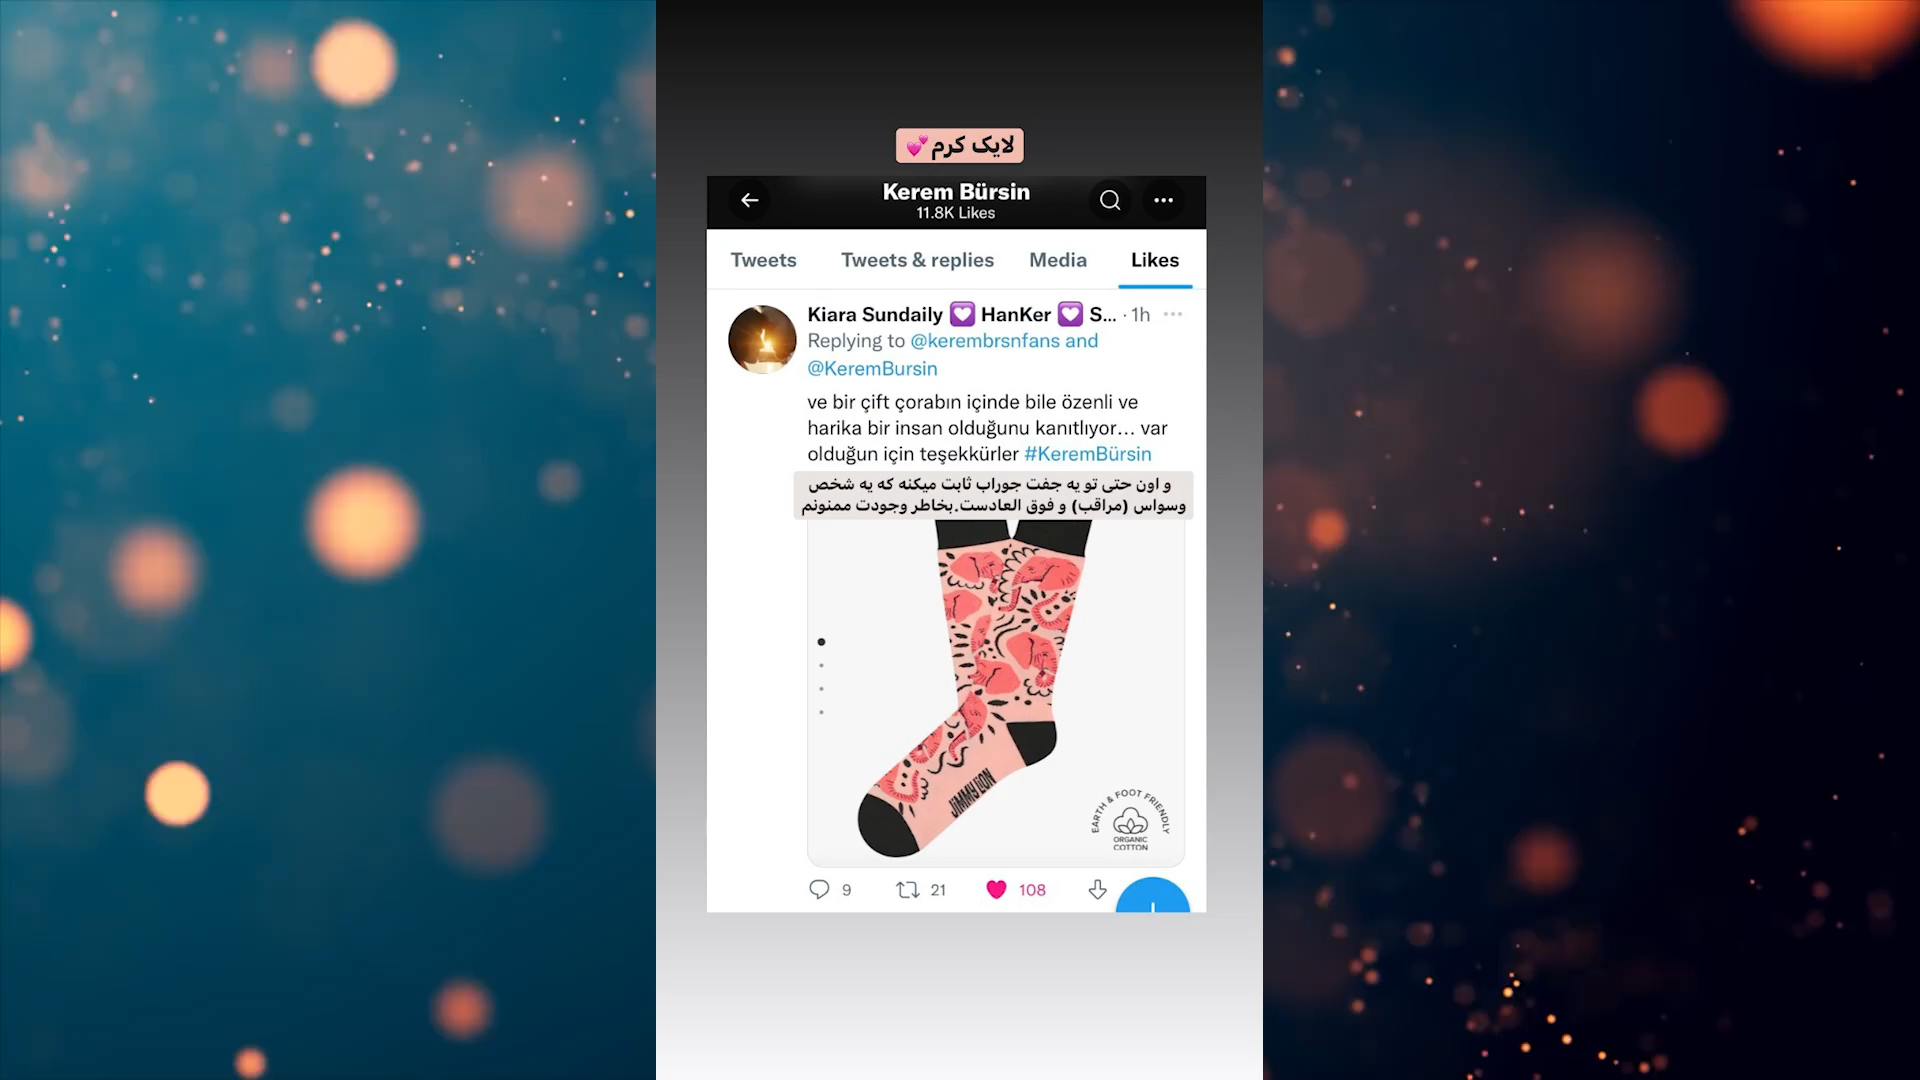 لایک کرم💕
Kerem Bürsin
11.8K Likes
Tweets Tweets & replies Media Likes
Kiara Sundaily 💟 HanKer 💟 S... · 1h
Replying to @kerembrsnfans and
@KeremBursin
ve bir çift çorabın içinde bile özenli ve
harika bir insan olduğunu kanıtlıyor... var
olduğun için teşekkürler #KeremBürsin
و اون حتی تو یه جفت جوراب ثابت میکنه که یه شخص
وسواس (مراقب) و فوق العادست.بخاطر وجودت ممنونم
JIMMY LION
EARTH & FOOT FRIENDLY
ORGANIC
COTTON
9 21 108